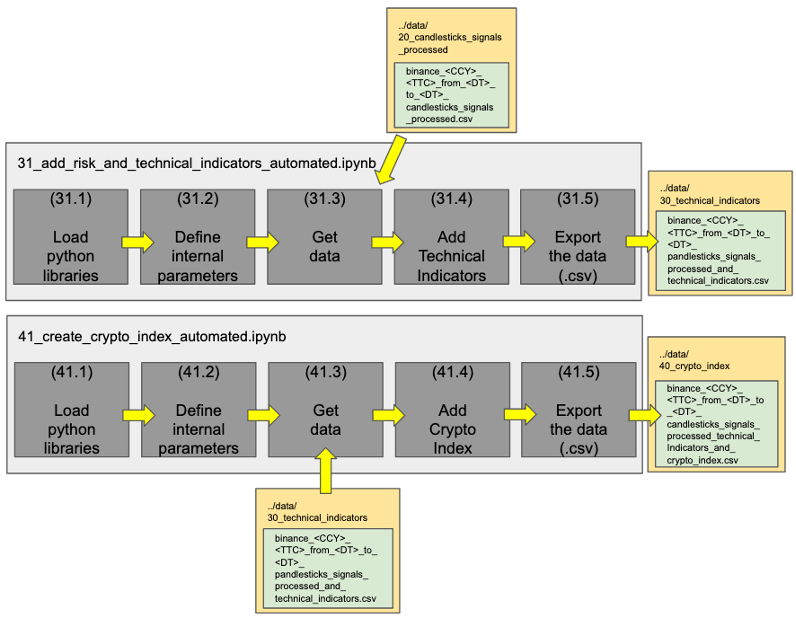 ../data/
20_candlesticks_signals
_processed
binance_<CCY>_
<TTC>_from_<DT>_
to_<DT>_
candlesticks_signals
_processed.csv
31_add_risk_and_technical_indicators_automated.ipynb
(31.1)
Load
python
libraries
(31.2)
Define
internal
parameters
(31.3)
Get
data
(31.4)
Add
Technical
Indicators
(31.5)
Export
the data
(.csv)
../data/
30_technical_indicators
binance_<CCY>_
<TTC>_from_<DT>_to_
<DT>_
pandlesticks_signals_
processed_and_
technical_indicators.csv
41_create_crypto_index_automated.ipynb
(41.1)
Load
python
libraries
(41.2)
Define
internal
parameters
(41.3)
Get
data
(41.4)
Add
Crypto
Index
(41.5)
Export
the data
(.csv)
../data/
40_crypto_index
binance_<CCY>_
<TTC>_from_<DT>_to
_<DT>_
candlesticks_signals_
processed_technical_
Indicators_and_
crypto_index.csv
../data/
30_technical_indicators
binance_<CCY>_
<TTC>_from_<DT>_to_
<DT>_
pandlesticks_signals_
processed_and_
technical_indicators.csv